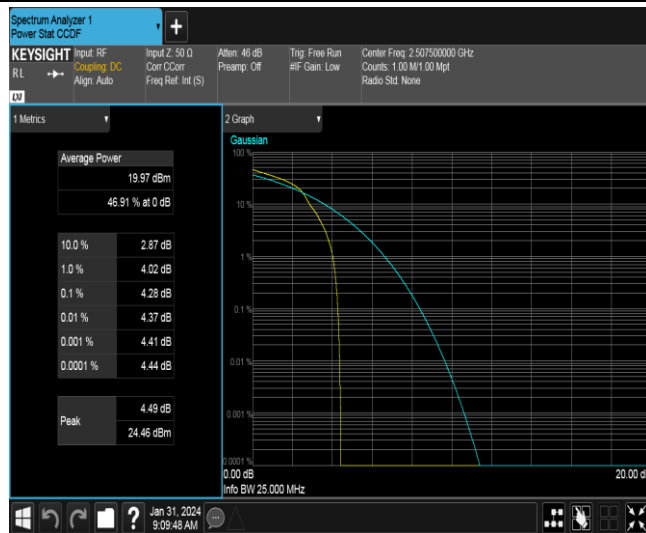 Spectrum Analyzer 1
Power Stat CCDF
+
KEYSIGHT
RL
Input: RF
Coupling: DC
Align: Auto
Input Z: 50 Ω
Corr CCorr
Freq Ref: Int (S)
Atten: 46 dB
Preamp: Off
Trig: Free Run
#IF Gain: Low
Center Freq: 2.507500000 GHz
Counts: 1.00 M/1.00 Mpt
Radio Std: None
1 Metrics
Average Power
19.97 dBm
46.91 % at 0 dB
10.0 % 2.87 dB
1.0 % 4.02 dB
0.1 % 4.28 dB
0.01 % 4.37 dB
0.001 % 4.41 dB
0.0001 % 4.44 dB
Peak
4.49 dB
24.46 dBm
2 Graph
Gaussian
100 %
10 %
1 %
0.1 %
0.01 %
0.001 %
0.0001 %
0.00 dB
20.00 d
Info BW 25.000 MHz
?
Jan 31, 2024
9:09:48 AM